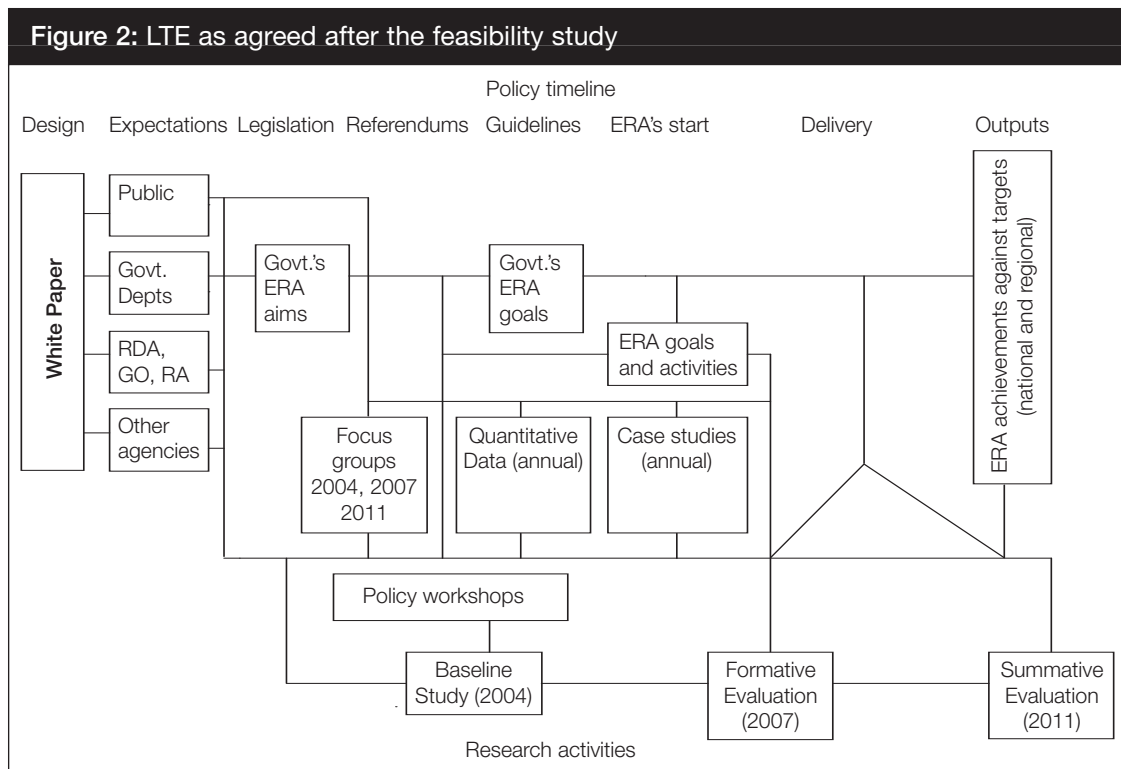 Figure 2: LTE as agreed after the feasibility study
Policy timeline
Design Expectations Legislation Referendums Guidelines ERA's start Delivery Outputs
White Paper
Public
Govt.
Depts
RDA,
GO, RA
Other
agencies
Govt.'s
ERA
aims
Govt.'s
ERA
goals
ERA goals
and activities
ERA achievements against targets
(national and regional)
Focus
groups
2004, 2007
2011
Quantitative
Data (annual)
Case studies
(annual)
Policy workshops
Baseline
Study (2004)
Formative
Evaluation
(2007)
Summative
Evaluation
(2011)
Research activities